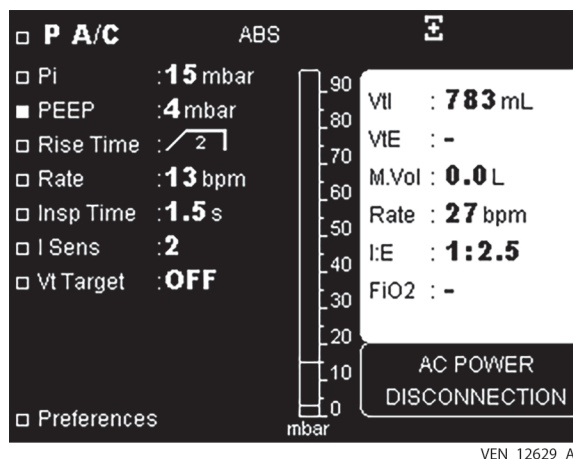 P A/C ABS
Pi :15 mbar
PEEP :4 mbar
Rise Time : 2
Rate :13 bpm
Insp Time :1.5 s
I Sens :2
Vt Target :OFF
Preferences
90
80
70
60
50
40
30
20
10
0
mbar
VtI : 783 mL
VtE : -
M.Vol : 0.0 L
Rate : 27 bpm
I:E : 1:2.5
FiO2 : -
AC POWER
DISCONNECTION
VEN_12629_A